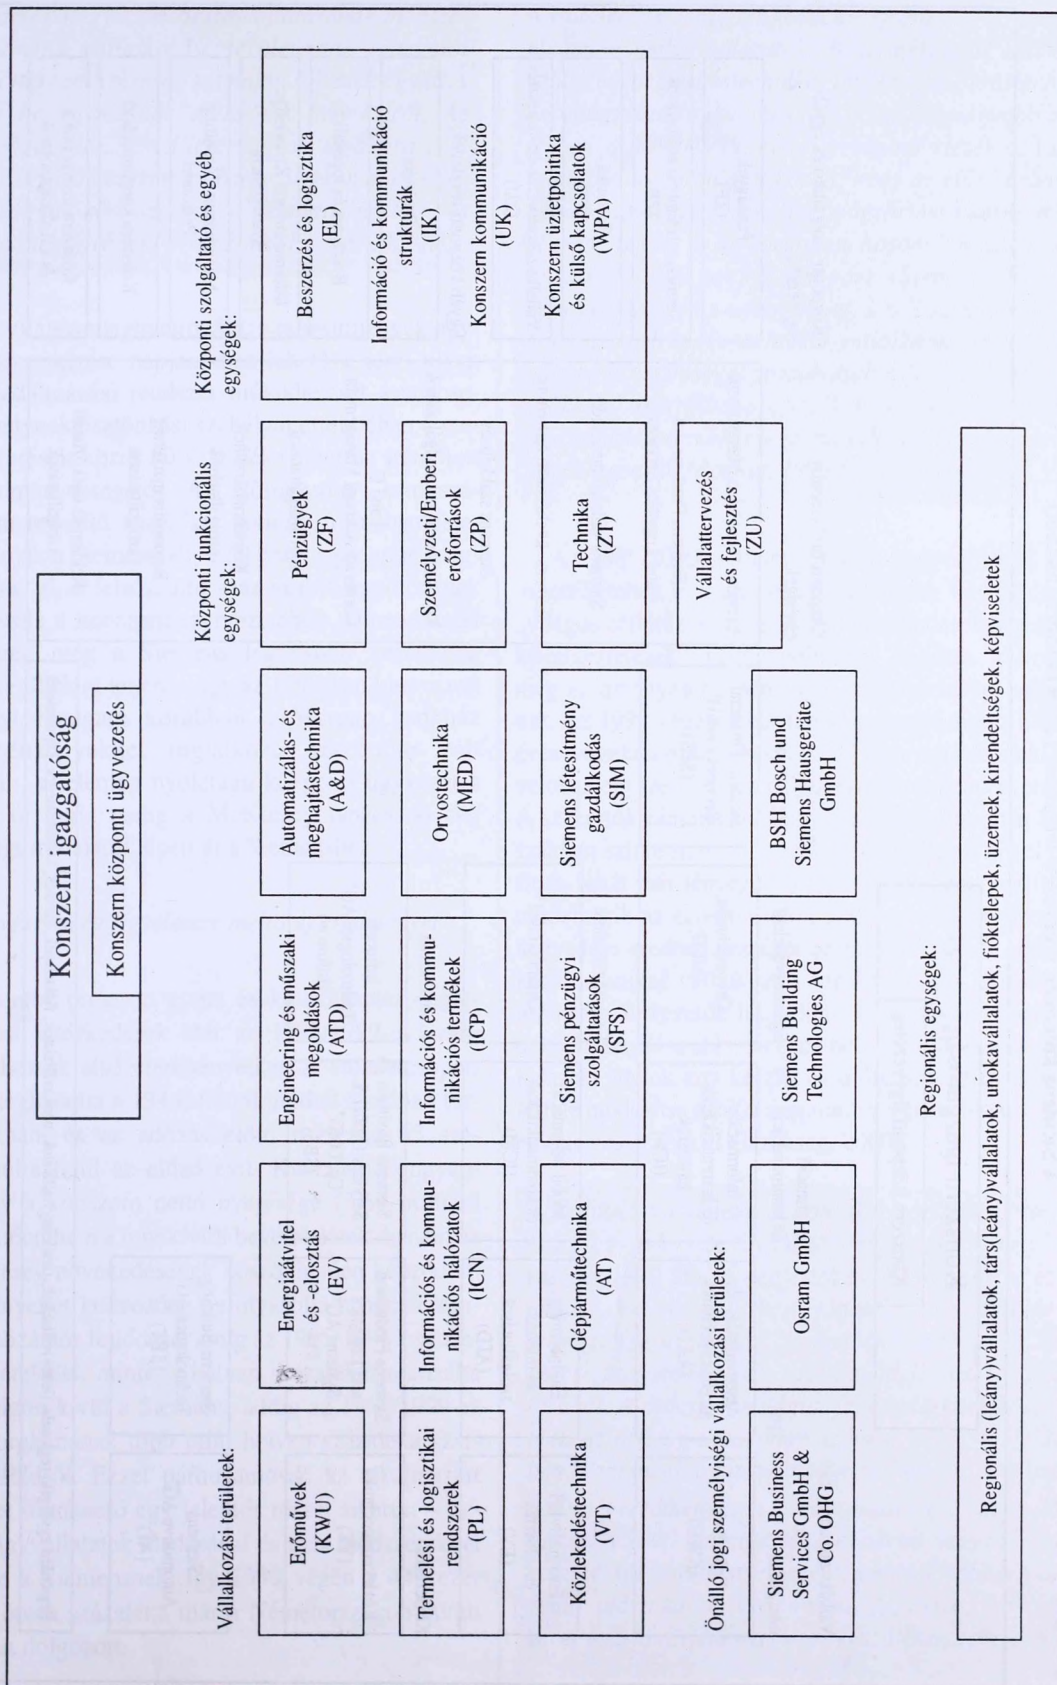 Konszern igazgatóság
Konszern központi ügyvezetés
Vállalkozási területek:
Erőművek
(KWU)
Energiaátvitel
és -elosztás
(EV)
Engineering és műszaki
megoldások
(ATD)
Automatizálás- és
meghajtástechnika
(A&D)
Termelési és logisztikai
rendszerek
(PL)
Információs és kommu-
nikációs hálózatok
(ICN)
Információs és kommu-
nikációs termékek
(ICP)
Orvostechnika
(MED)
Közlekedéstechnika
(VT)
Gépjárműtechnika
(AT)
Siemens pénzügyi
szolgáltatások
(SFS)
Siemens létesítmény
gazdálkodás
(SIM)
Önálló jogi személyiségi vállalkozási területek:
Siemens Business
Services GmbH &
Co. OHG
Osram GmbH
Siemens Building
Technologies AG
BSH Bosch und
Siemens Hausgeräte
GmbH
Központi funkcionális
egységek:
Pénzügyek
(ZF)
Személyzeti/Emberi
erőforrások
(ZP)
Technika
(ZT)
Vállalattervezés
és fejlesztés
(ZU)
Központi szolgáltató és egyéb
egységek:
Beszerzés és logisztika
(EL)
Információ és kommunikáció
struktúrák
(IK)
Konszern kommunikáció
(UK)
Konszern üzletpolitika
és külső kapcsolatok
(WPA)
Regionális egységek:
Regionális (leány)vállalatok, társ(leány)vállalatok, unokavállalatok, fióktelepek, üzemek kirendeltségek, képviseletek